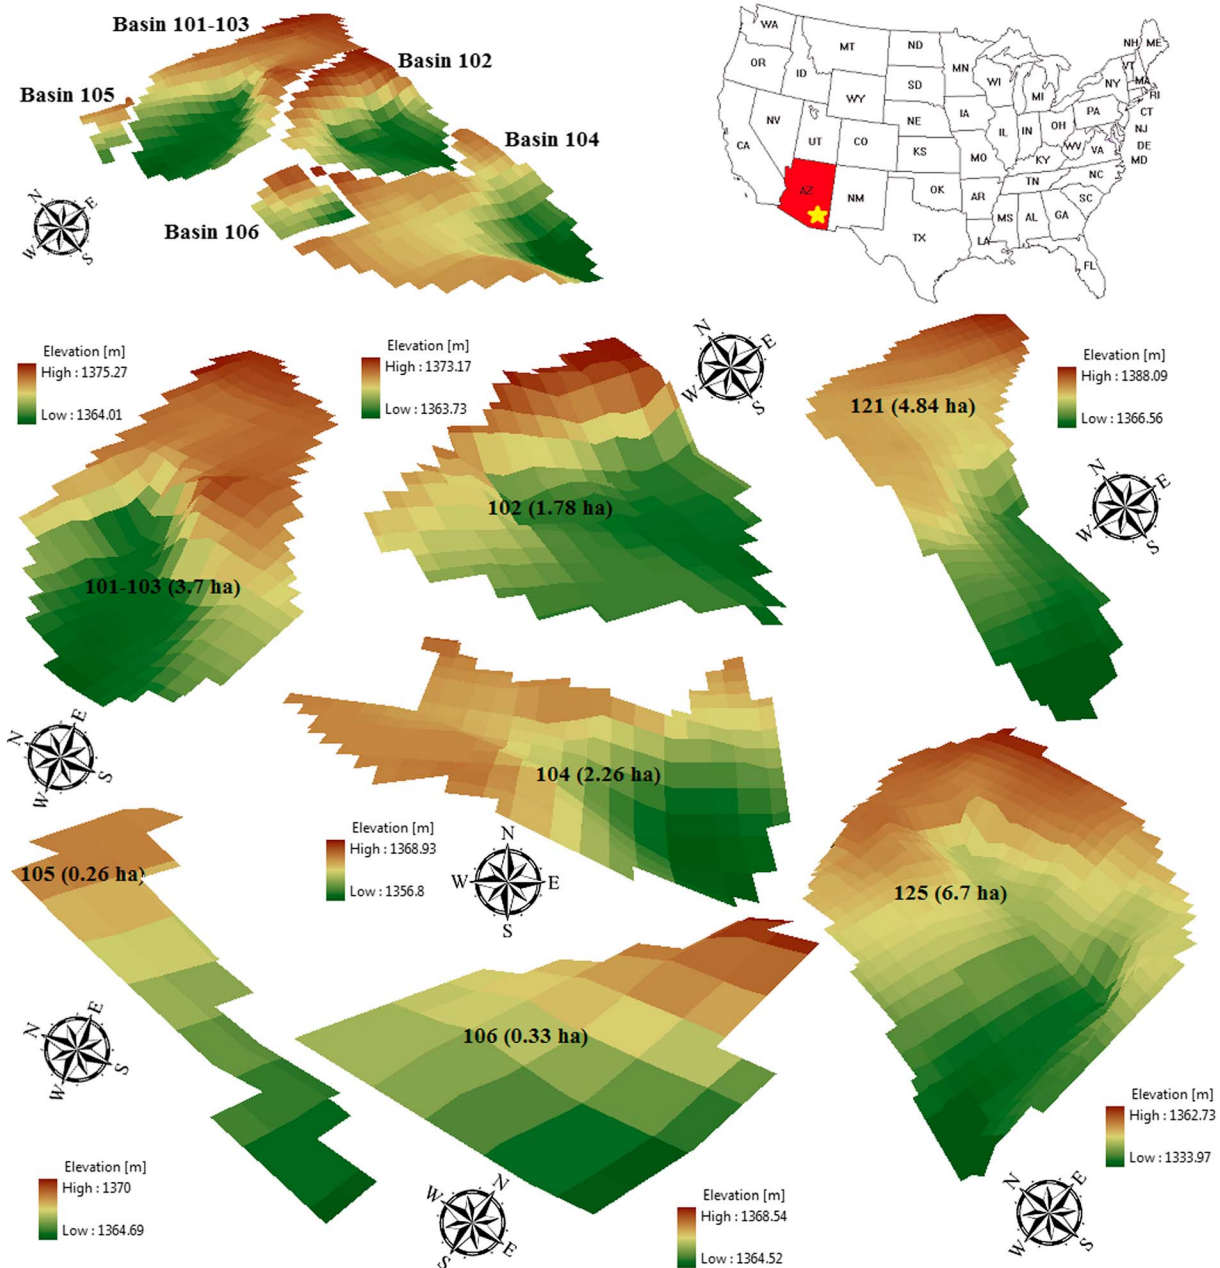 Basin 101-103
Basin 102
Basin 105
Basin 104
Basin 106
N
E
W
S
WA
OR
CA
NV
ID
MT
WY
UT
AZ
CO
NM
ND
SD
NE
KS
OK
TX
MN
IA
MO
AR
LA
WI
IL
MI
IN
OH
KY
TN
MS
AL
GA
FL
SC
NC
VA
WV
PA
NY
VT
NH
ME
MA
RI
CT
NJ
DE
MD
Elevation [m]
High : 1375.27
Low : 1364.01
101-103 (3.7 ha)
N
E
W
S
Elevation [m]
High : 1373.17
Low : 1363.73
102 (1.78 ha)
N
E
W
S
121 (4.84 ha)
Elevation [m]
High : 1388.09
Low : 1366.56
N
E
W
S
104 (2.26 ha)
Elevation [m]
High : 1368.93
Low : 1356.8
N
W
E
S
105 (0.26 ha)
N
E
W
S
Elevation [m]
High : 1370
Low : 1364.69
106 (0.33 ha)
W
N
S
E
Elevation [m]
High : 1368.54
Low : 1364.52
125 (6.7 ha)
Elevation [m]
High : 1362.73
Low : 1333.97
N
E
W
S